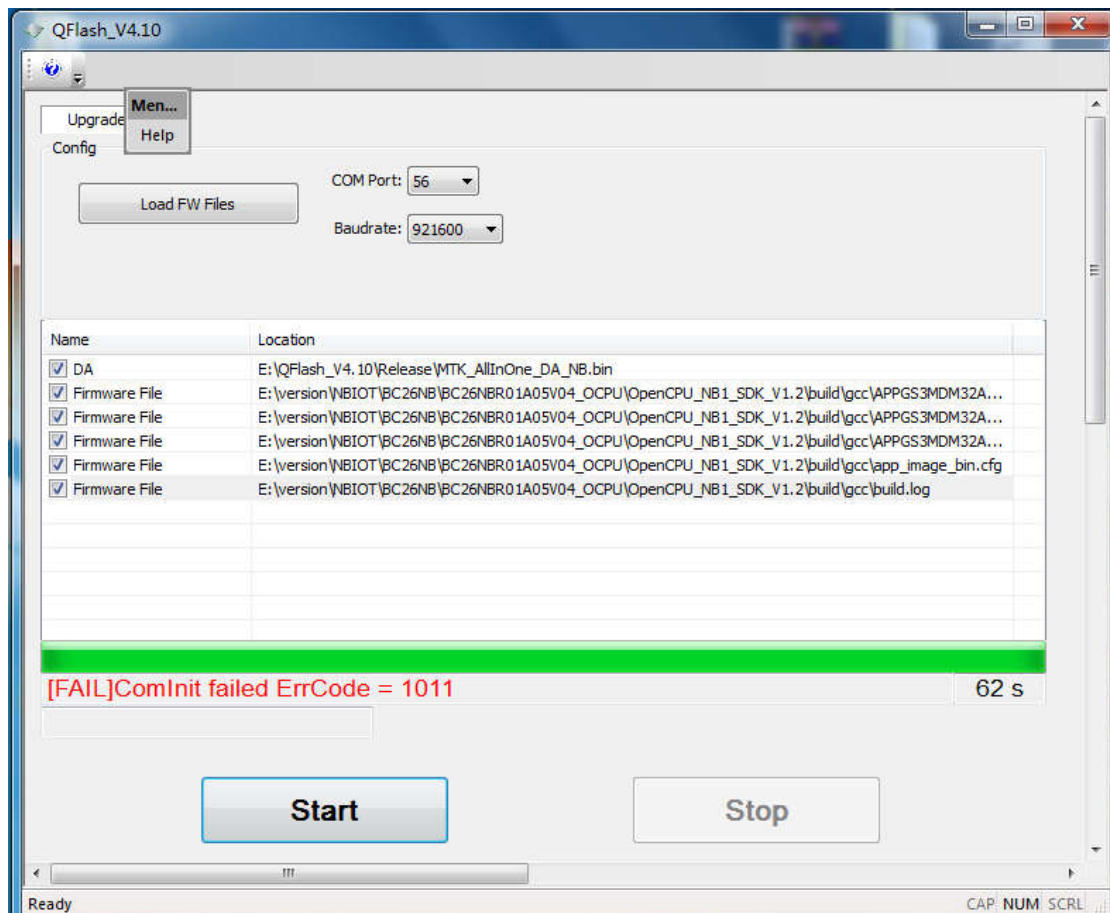 QFlash_V4.10
Men...
Upgrade
Help
Config
Load FW Files
COM Port: 56
Baudrate: 921600
Name Location
DA E:\QFlash_V4.10\Release\MTK_AllInOne_DA_NB.bin
Firmware File E:\version\NBIOT\BC26NB\BC26NBR01A05V04_OCPU\OpenCPU_NB1_SDK_V1.2\build\gcc\APPGS3MDM32A...
Firmware File E:\version\NBIOT\BC26NB\BC26NBR01A05V04_OCPU\OpenCPU_NB1_SDK_V1.2\build\gcc\APPGS3MDM32A...
Firmware File E:\version\NBIOT\BC26NB\BC26NBR01A05V04_OCPU\OpenCPU_NB1_SDK_V1.2\build\gcc\APPGS3MDM32A...
Firmware File E:\version\NBIOT\BC26NB\BC26NBR01A05V04_OCPU\OpenCPU_NB1_SDK_V1.2\build\gcc\app_image_bin.cfg
Firmware File E:\version\NBIOT\BC26NB\BC26NBR01A05V04_OCPU\OpenCPU_NB1_SDK_V1.2\build\gcc\build.log
[FAIL]ComInit failed ErrCode = 1011 62 s
Start Stop
Ready CAP NUM SCRL